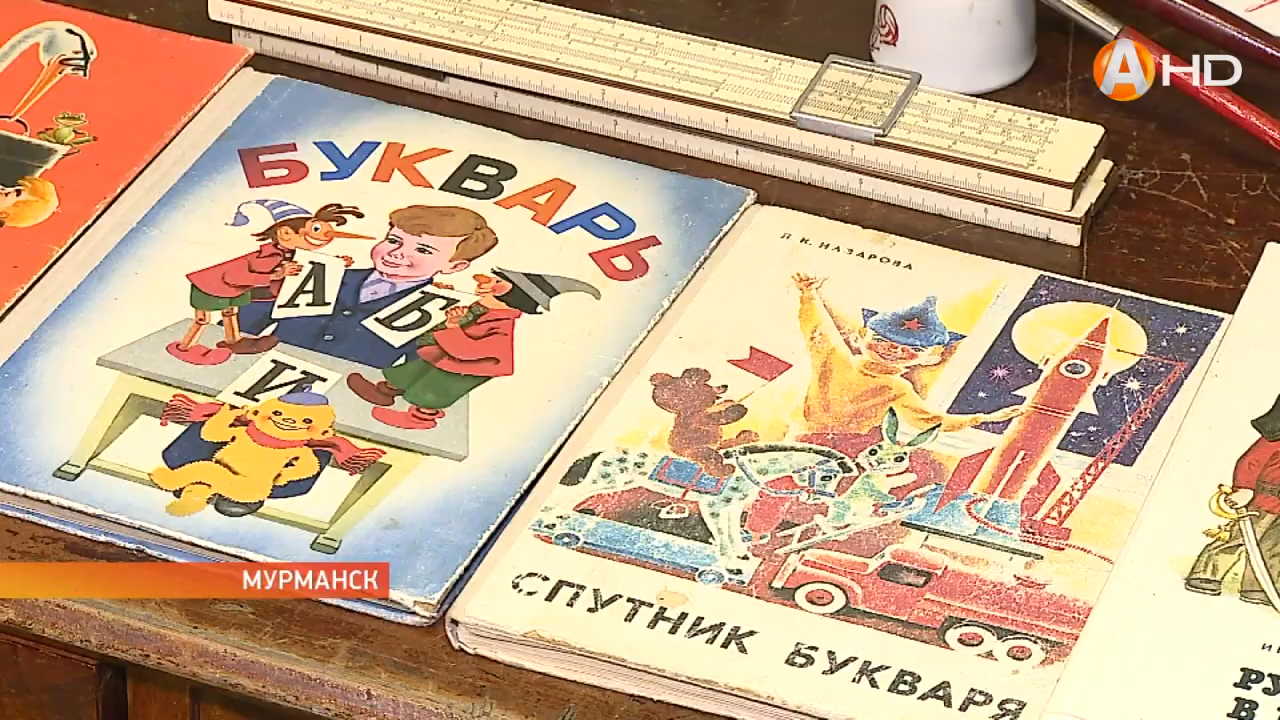 А HD
БУКВАРЬ
А
Б
И
Л К НАЗАРОВА
СПУТНИК БУКВАРЯ
МУРМАНСК